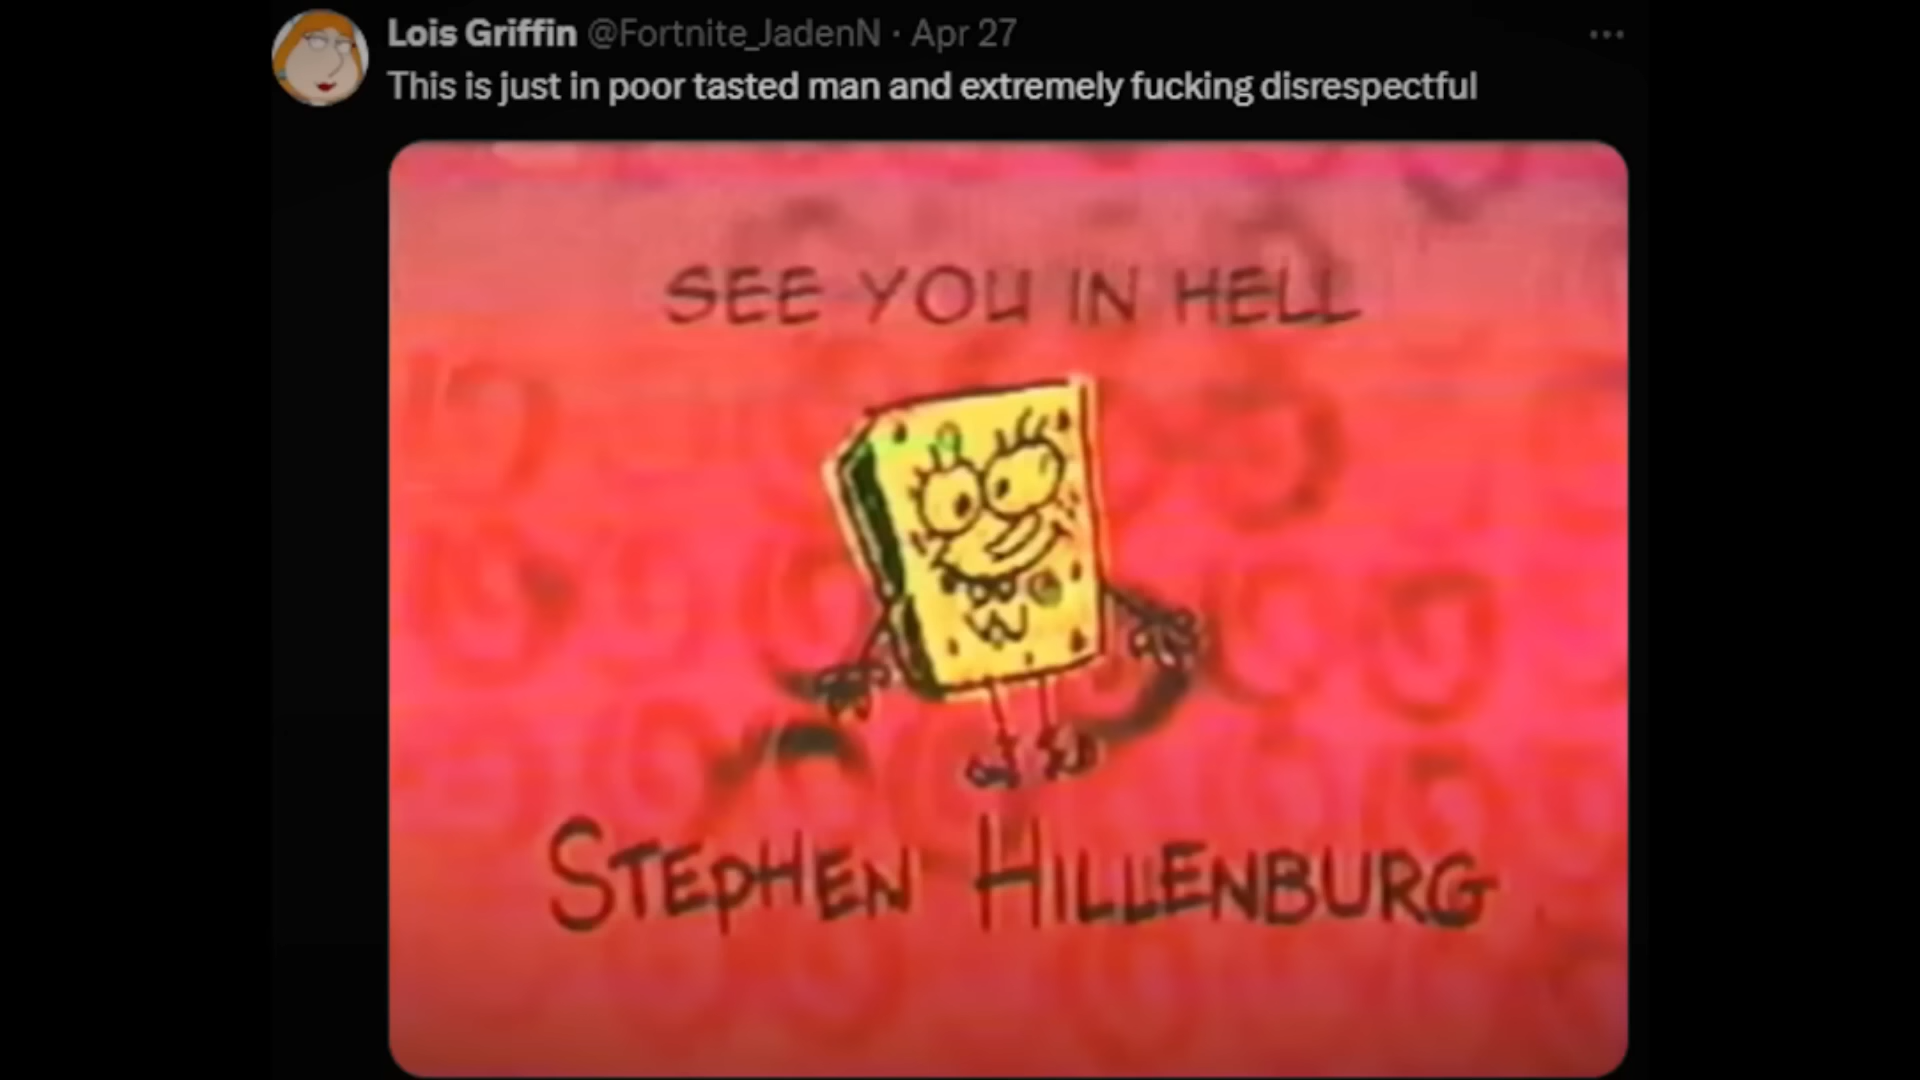 Lois Griffin @Fortnite_JadenN · Apr 27
This is just in poor tasted man and extremely fucking disrespectful
SEE YOU IN HELL
STEPHEN HILLENBURG